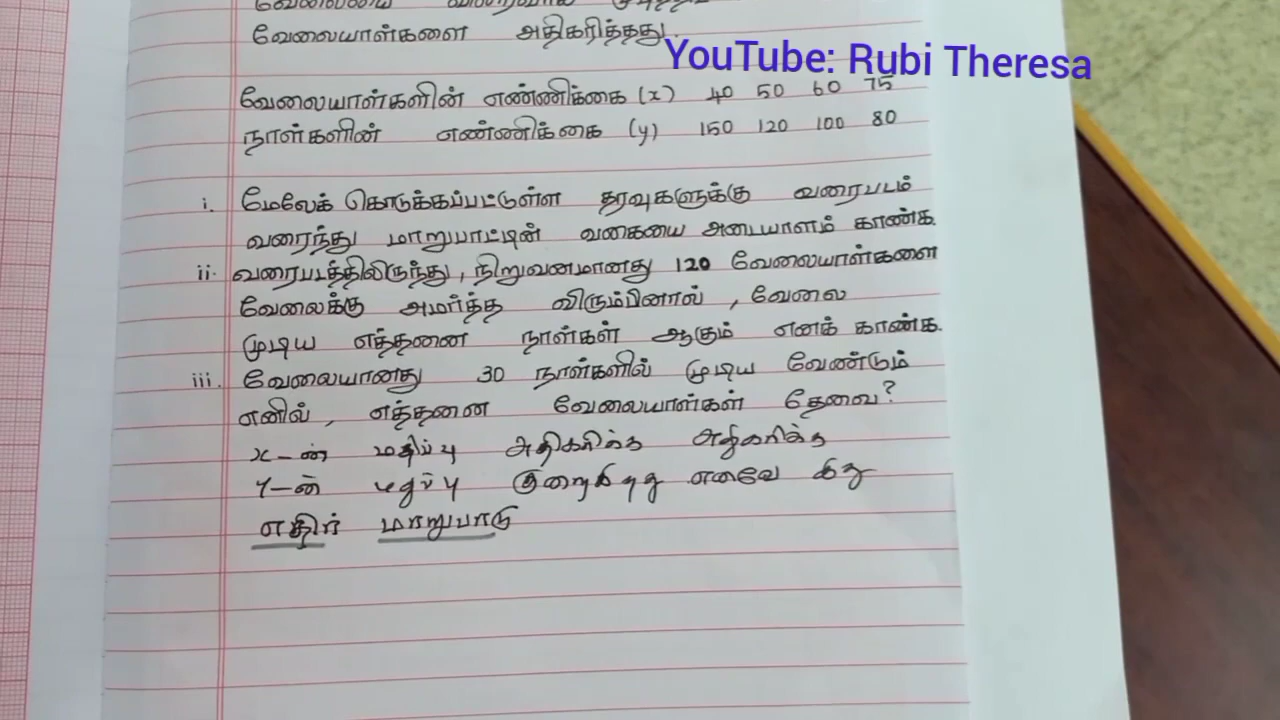 வேலையாள்களை அதிகரித்தது.
YouTube: Rubi Theresa
வேலையாள்களின் எண்ணிக்கை (x) 40 50 60 75
நாள்களின் எண்ணிக்கை (y) 150 120 100 80
i. மேலேக் கொடுக்கப்பட்டுள்ள தரவுகளுக்கு வரைபடம்
வரைந்து மாறுபாட்டின் வகையை அடையாளம் காண்க.
ii. வரைபடத்திலிருந்து, நிறுவனமானது 120 வேலையாள்களை
வேலைக்கு அமர்த்த விரும்பினால், வேலை
முடிய எத்தனை நாள்கள் ஆகும் எனக் காண்க.
iii. வேலையானது 30 நாள்களில் முடிய வேண்டும்
எனில், எத்தனை வேலையாள்கள் தேவை?
x-ன் மதிப்பு அதிகரிக்க அதிகரிக்க
y-ன் மதிப்பு குறைகிறது எனவே இது
எதிர் மாறுபாடு